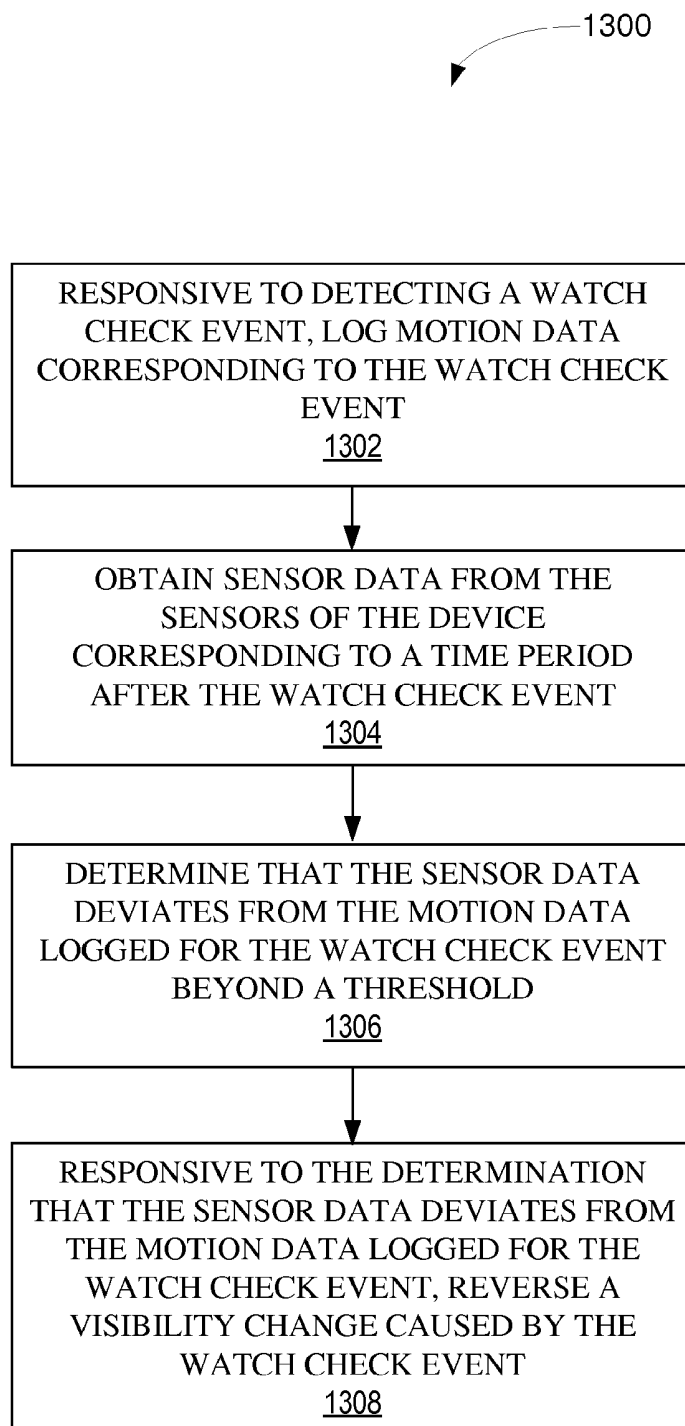 1300
RESPONSIVE TO DETECTING A WATCH
CHECK EVENT, LOG MOTION DATA
CORRESPONDING TO THE WATCH CHECK
EVENT
1302
OBTAIN SENSOR DATA FROM THE
SENSORS OF THE DEVICE
CORRESPONDING TO A TIME PERIOD
AFTER THE WATCH CHECK EVENT
1304
DETERMINE THAT THE SENSOR DATA
DEVIATES FROM THE MOTION DATA
LOGGED FOR THE WATCH CHECK EVENT
BEYOND A THRESHOLD
1306
RESPONSIVE TO THE DETERMINATION
THAT THE SENSOR DATA DEVIATES FROM
THE MOTION DATA LOGGED FOR THE
WATCH CHECK EVENT, REVERSE A
VISIBILITY CHANGE CAUSED BY THE
WATCH CHECK EVENT
1308